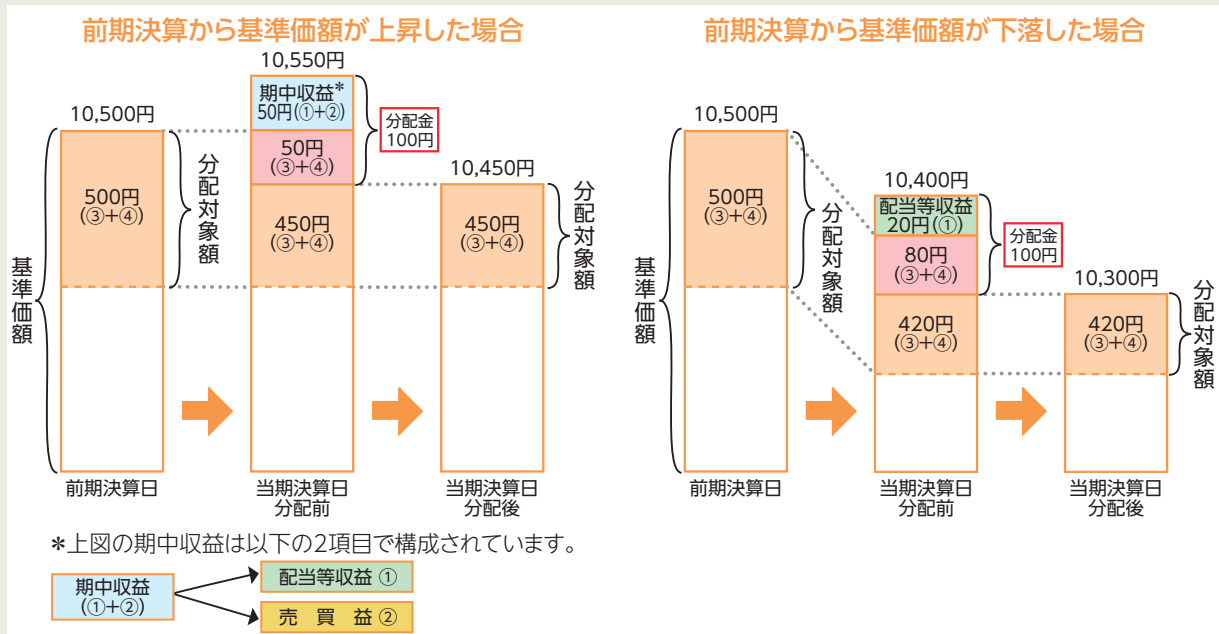 前期決算から基準価額が上昇した場合
10,500円
500円
(③+④)
分配対象額
基準価額
前期決算日
10,550円
期中収益*
50円(①+②)
50円
(③+④)
450円
(③+④)
分配金
100円
当期決算日
分配前
10,450円
450円
(③+④)
分配対象額
当期決算日
分配後
前期決算から基準価額が下落した場合
10,500円
500円
(③+④)
分配対象額
基準価額
前期決算日
10,400円
配当等収益
20円(①)
80円
(③+④)
420円
(③+④)
分配金
100円
当期決算日
分配前
10,300円
420円
(③+④)
分配対象額
当期決算日
分配後
*上図の期中収益は以下の2項目で構成されています。
期中収益
(①+②)
配当等収益 ①
売 買 益 ②